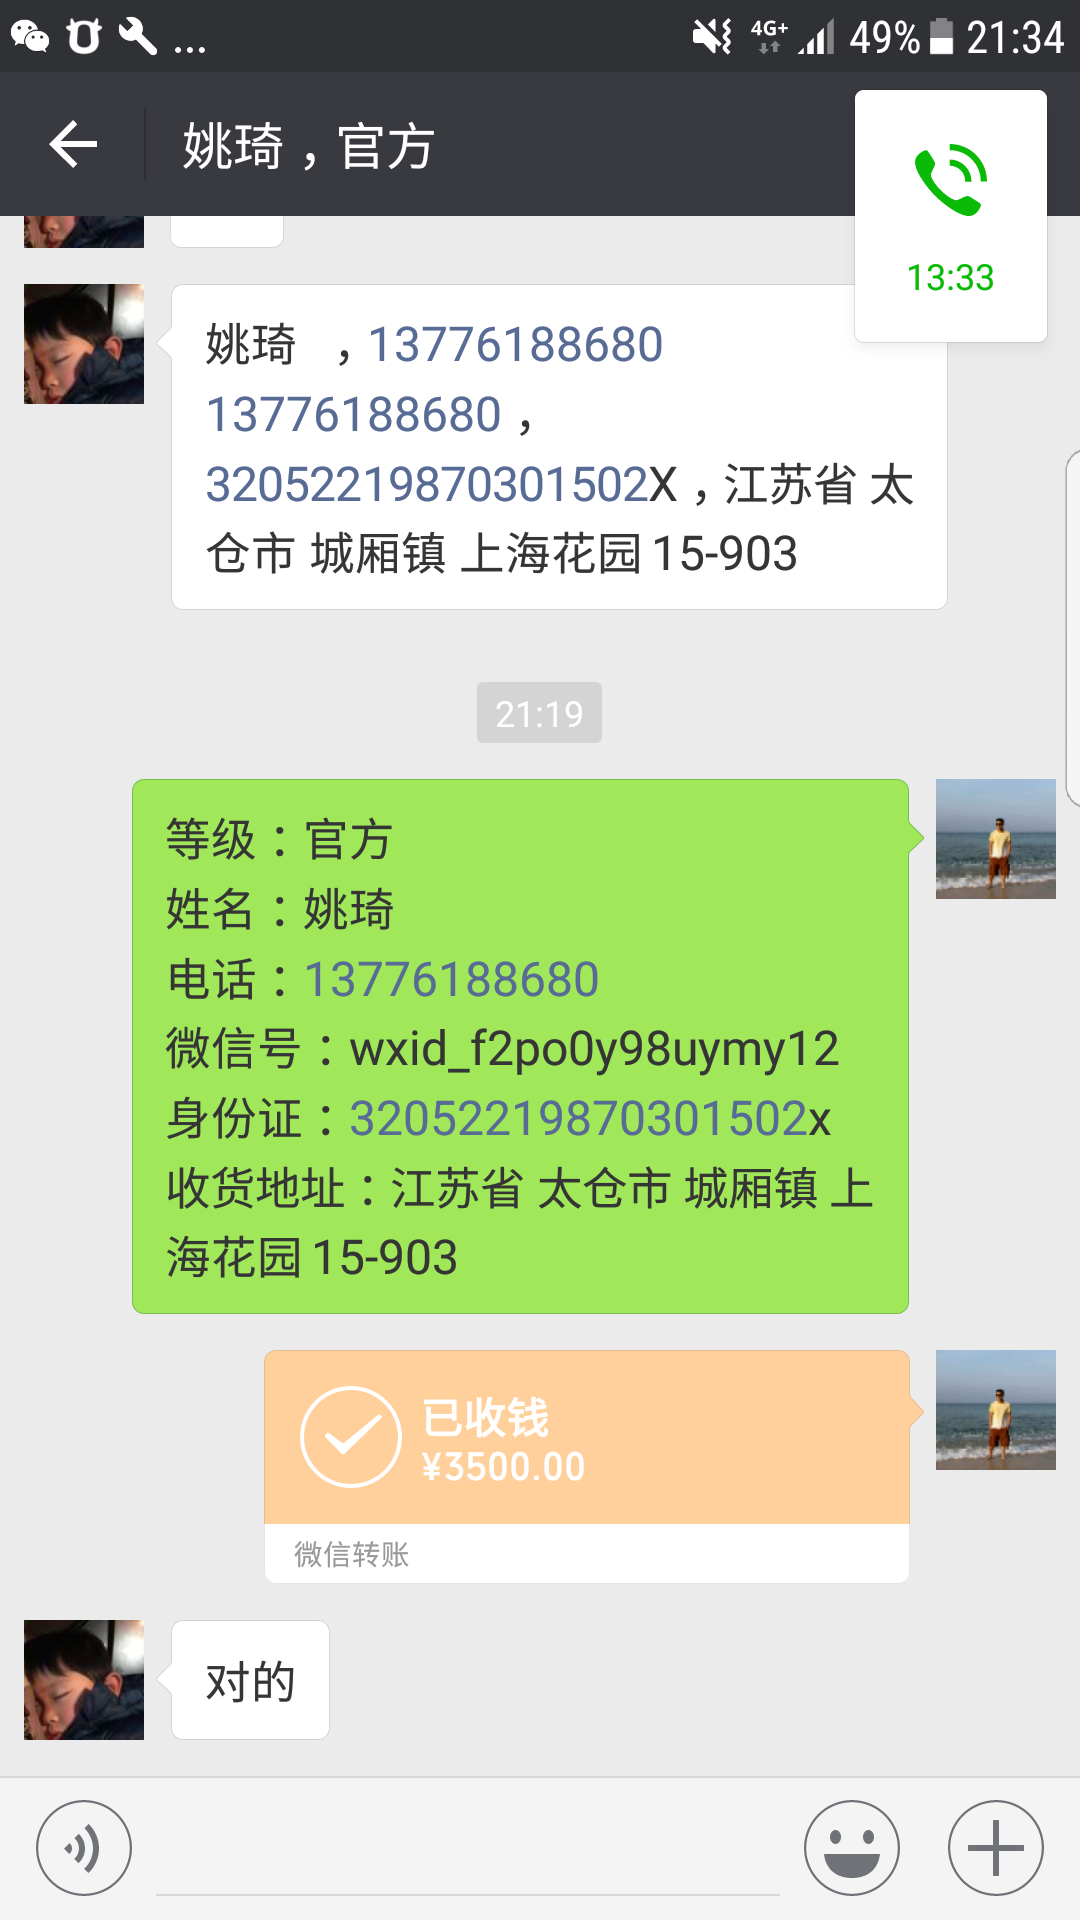 ... 4G+ 49% 21:34
姚琦，官方
13:33
姚琦 ，13776188680
13776188680，
32052219870301502X，江苏省 太
仓市 城厢镇 上海花园 15-903
21:19
等级：官方
姓名：姚琦
电话：13776188680
微信号：wxid_f2po0y98uymy12
身份证：32052219870301502x
收货地址：江苏省 太仓市 城厢镇 上
海花园 15-903
已收钱
¥3500.00
微信转账
对的